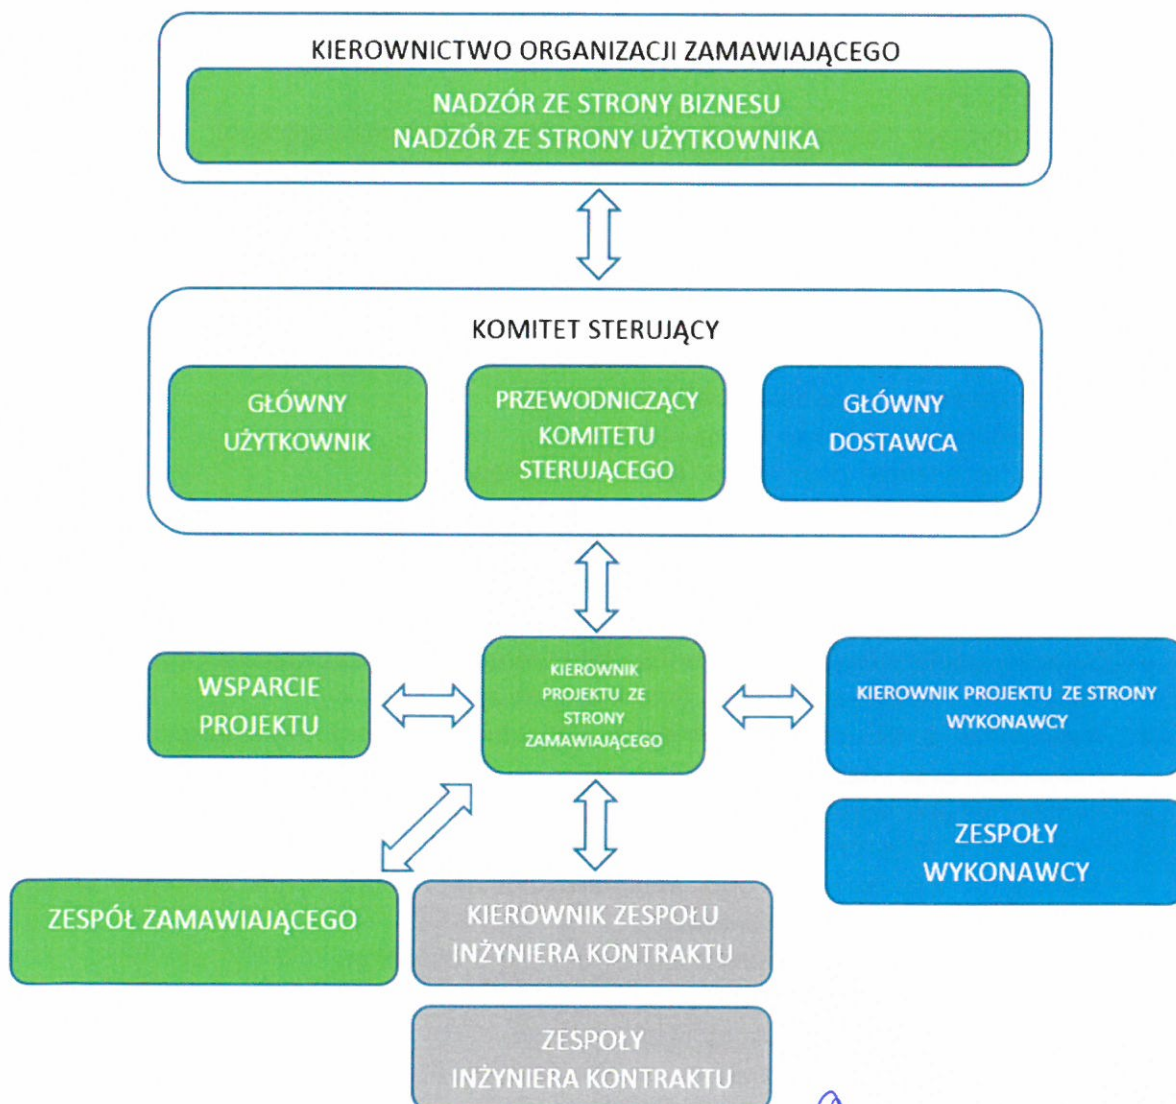 KIEROWNICTWO ORGANIZACJI ZAMAWIAJĄCEGO
NADZÓR ZE STRONY BIZNESU
NADZÓR ZE STRONY UŻYTKOWNIKA
KOMITET STERUJĄCY
GŁÓWNY
UŻYTKOWNIK
PRZEWODNICZĄCY
KOMITETU
STERUJĄCEGO
GŁÓWNY
DOSTAWCA
WSPARCIE
PROJEKTU
KIEROWNIK
PROJEKTU ZE
STRONY
ZAMAWIAJĄCEGO
KIEROWNIK PROJEKTU ZE STRONY
WYKONAWCY
ZESPOŁY
WYKONAWCY
ZESPÓŁ ZAMAWIAJĄCEGO
KIEROWNIK ZESPOŁU
INŻYNIERA KONTRAKTU
ZESPOŁY
INŻYNIERA KONTRAKTU